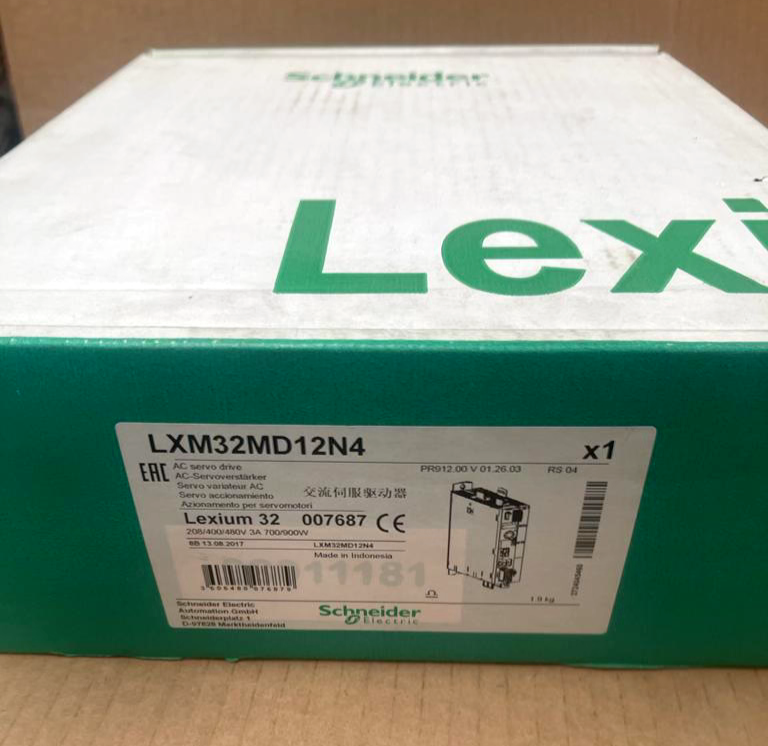 Schneider
Electric
Lexi
LXM32MD12N4
x1
EAC
AC servo drive
AC-Servoverstärker
Servo variateur AC
Servo accionamiento
Azionamento per servomotori
交流伺服驱动器
PR912.00 V 01.26.03 RS 04
Lexium 32 007687 CE
208/400/480V 3A 700/900W
8B 13.08.2017 LXM32MD12N4
Made in Indonesia
11181
1.9 kg
Schneider Electric
Automation GmbH
Schneiderplatz 1
D-97828 Marktheidenfeld
Schneider
Electric